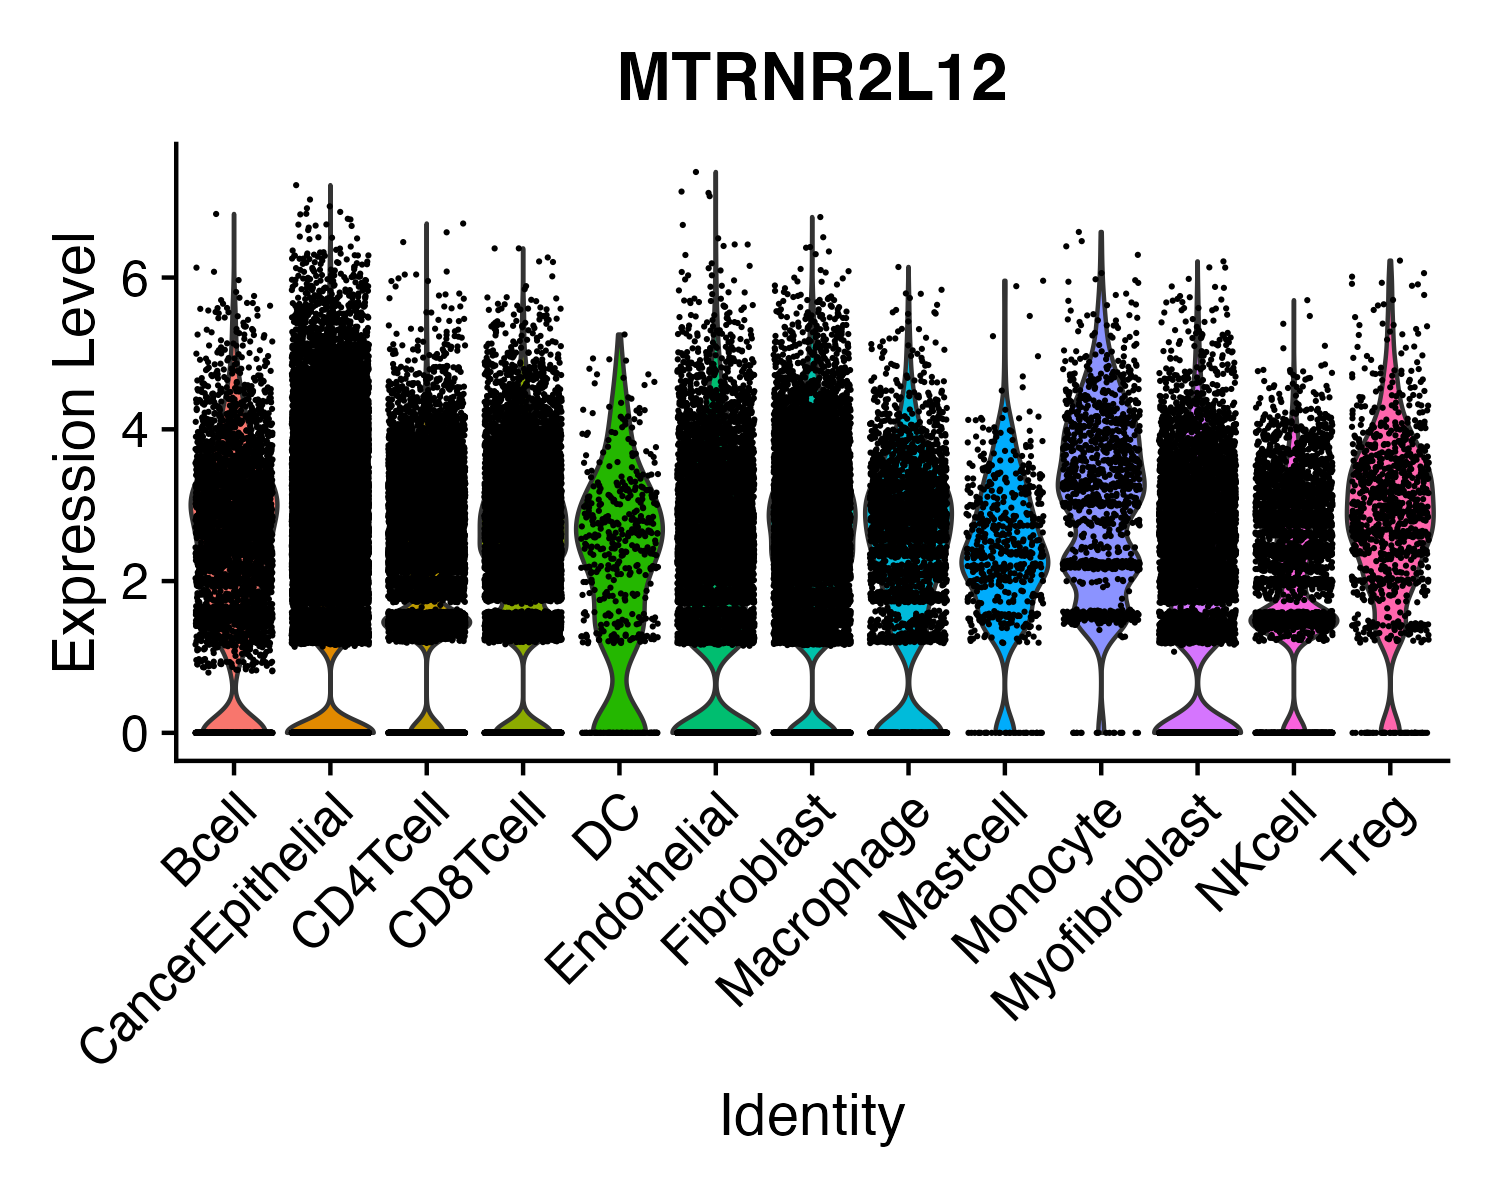 MTRNR2L12
Expression Level
6
4
2
0
Bcell
CancerEpithelial
CD4Tcell
CD8Tcell
DC
Endothelial
Fibroblast
Macrophage
Mastcell
Monocyte
Myofibroblast
NKcell
Treg
Identity